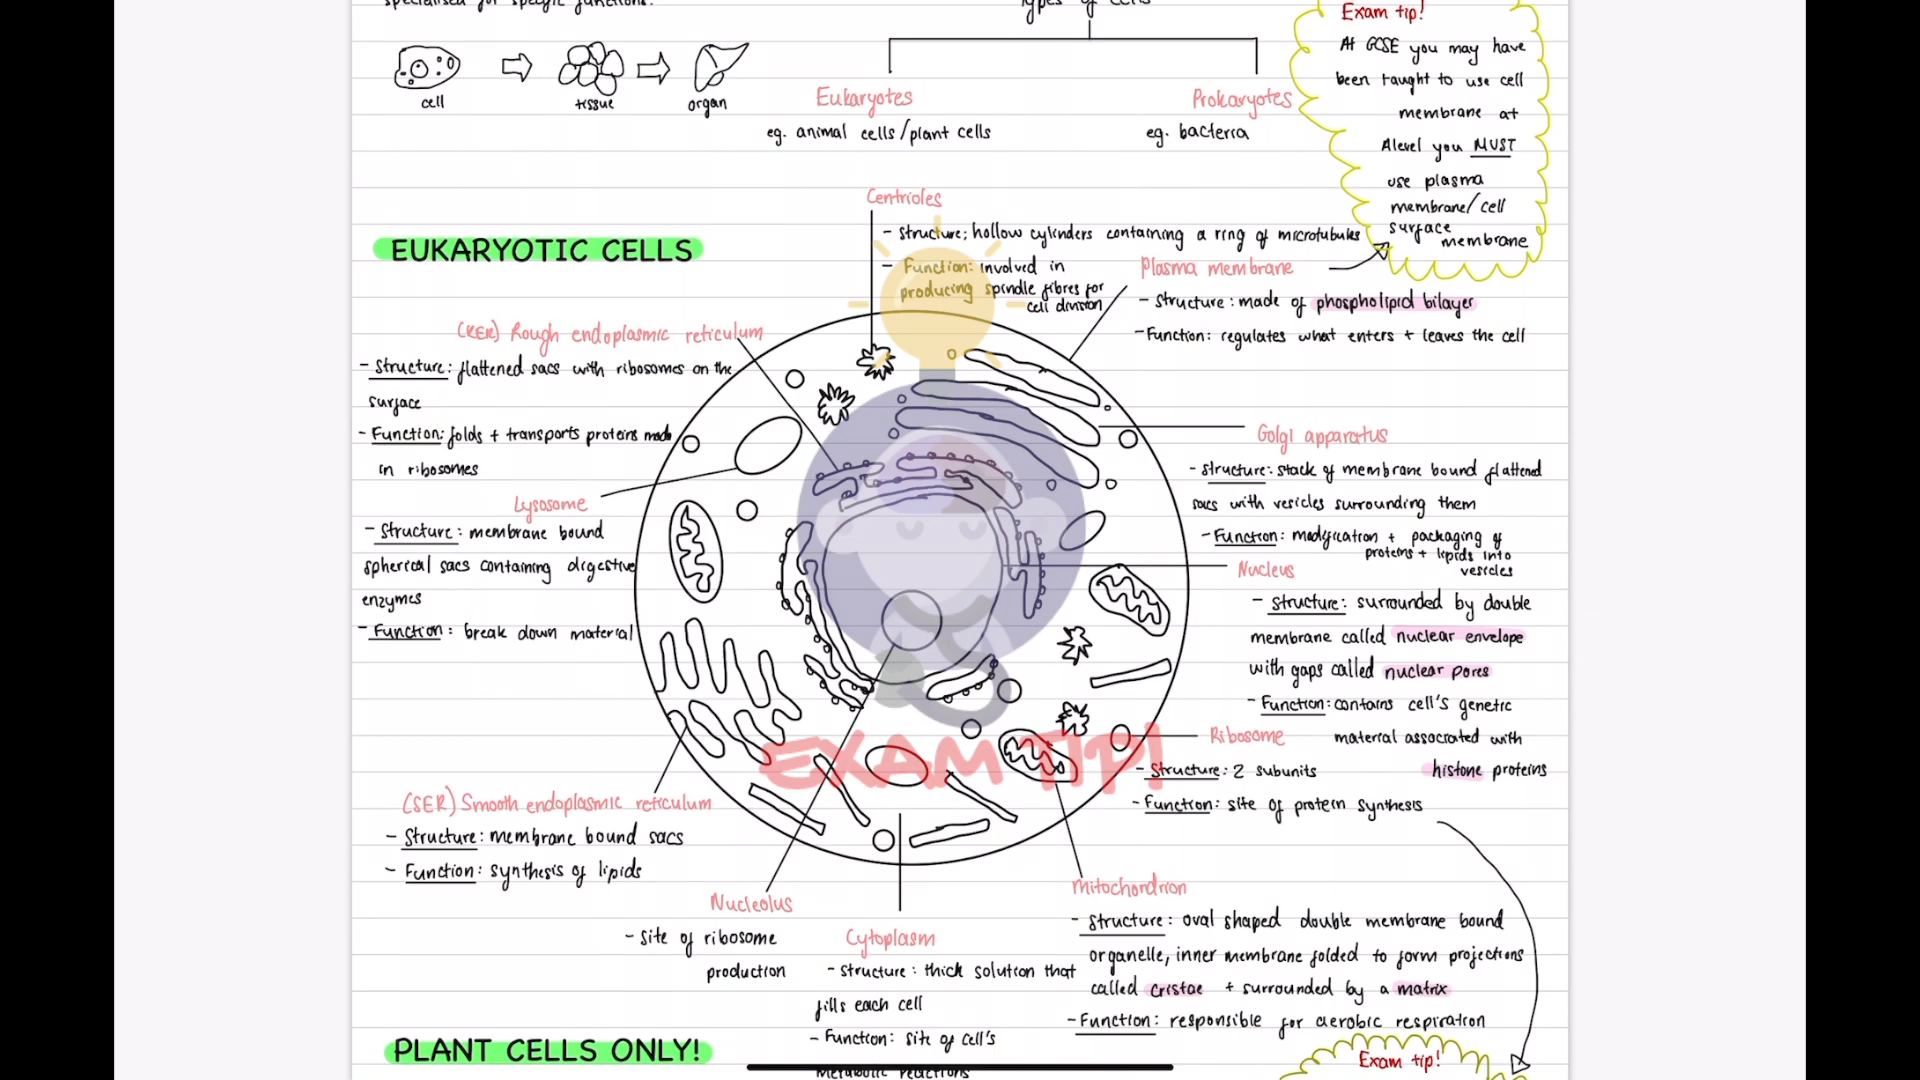 specialised for specific functions.
cell
tissue
organ
Types of cells
Eukaryotes
eg. animal cells/plant cells
Prokaryotes
eg. bacteria
Exam tip!
At GCSE you may have
been taught to use cell
membrane at
Alevel you MUST
use plasma
membrane/cell
surface
membrane
EUKARYOTIC CELLS
Centrioles
- Structure: hollow cylinders containing a ring of microtubules
- Function: involved in
producing spindle fibres for
cell division
Plasma membrane
- Structure: made of phospholipid bilayer
- Function: regulates what enters + leaves the cell
(RER) Rough endoplasmic reticulum
- Structure: flattened sacs with ribosomes on the
surface
- Function: folds + transports proteins made
in ribosomes
Lysosome
- Structure: membrane bound
spherical sacs containing digestive
enzymes
- Function: break down material
Golgi apparatus
- Structure: stack of membrane bound flattened
sacs with vesicles surrounding them
- Function: modification + packaging of
proteins + lipids into
vesicles
Nucleus
- Structure: surrounded by double
membrane called nuclear envelope
with gaps called nuclear pores
- Function: contains cell's genetic
material associated with
histone proteins
Ribosome
- Structure: 2 subunits
- Function: site of protein synthesis
EXAM TIP!
(SER) Smooth endoplasmic reticulum
- Structure: membrane bound sacs
- Function: synthesis of lipids
Nucleolus
- Site of ribosome
production
Cytoplasm
- Structure: thick solution that
fills each cell
- Function: site of cell's
metabolic reactions
Mitochondrion
- Structure: oval shaped double membrane bound
organelle, inner membrane folded to form projections
called cristae + surrounded by a matrix
- Function: responsible for aerobic respiration
PLANT CELLS ONLY!
Exam tip!